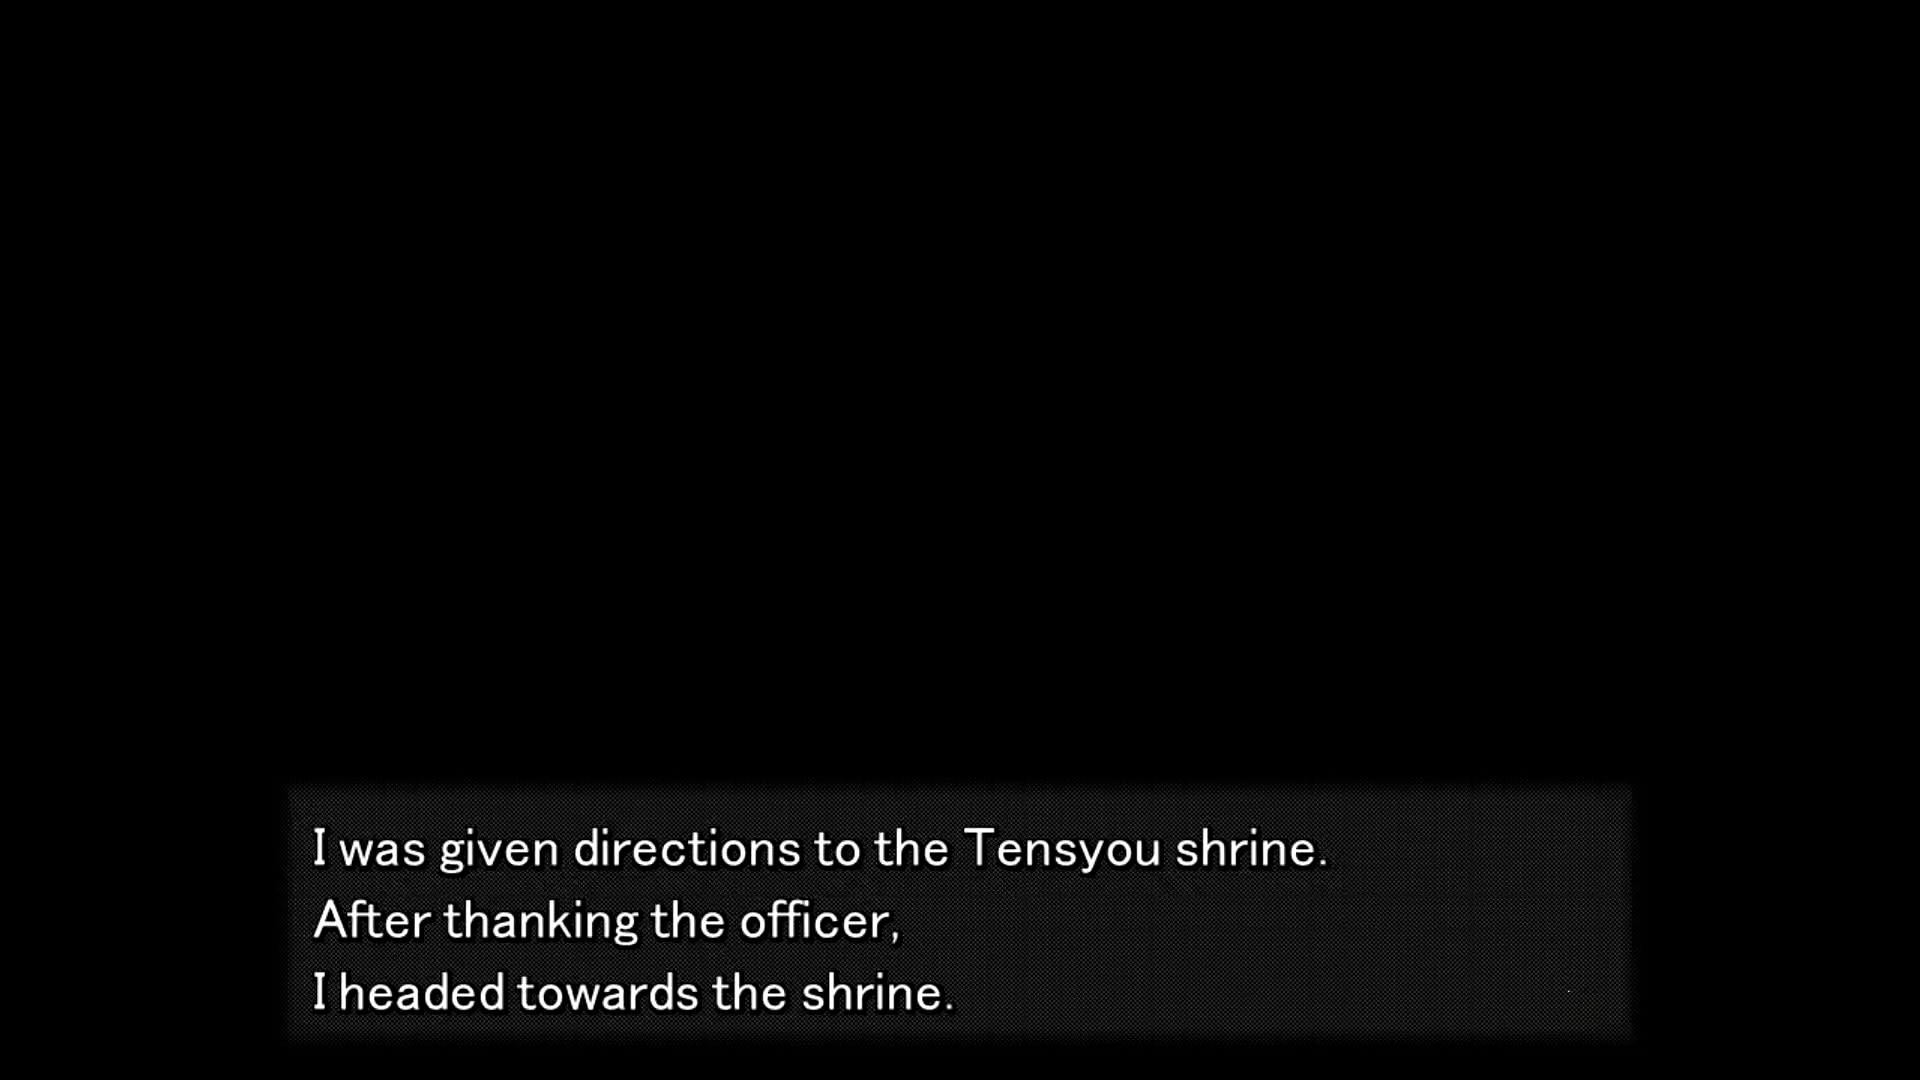 I was given directions to the Tensyou shrine.
After thanking the officer,
I headed towards the shrine.